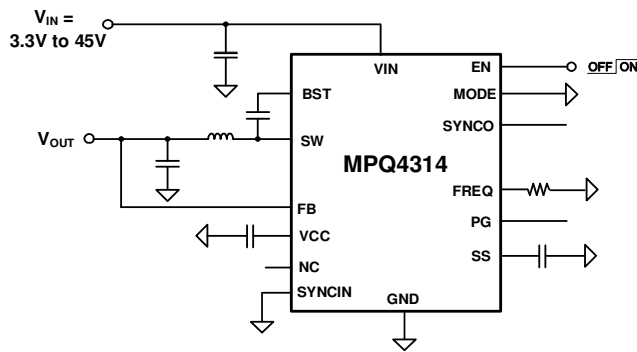 VIN =
3.3V to 45V
VIN
EN
OFF ON
BST
MODE
SYNCO
VOUT
SW
MPQ4314
FREQ
FB
PG
VCC
SS
NC
SYNCIN
GND